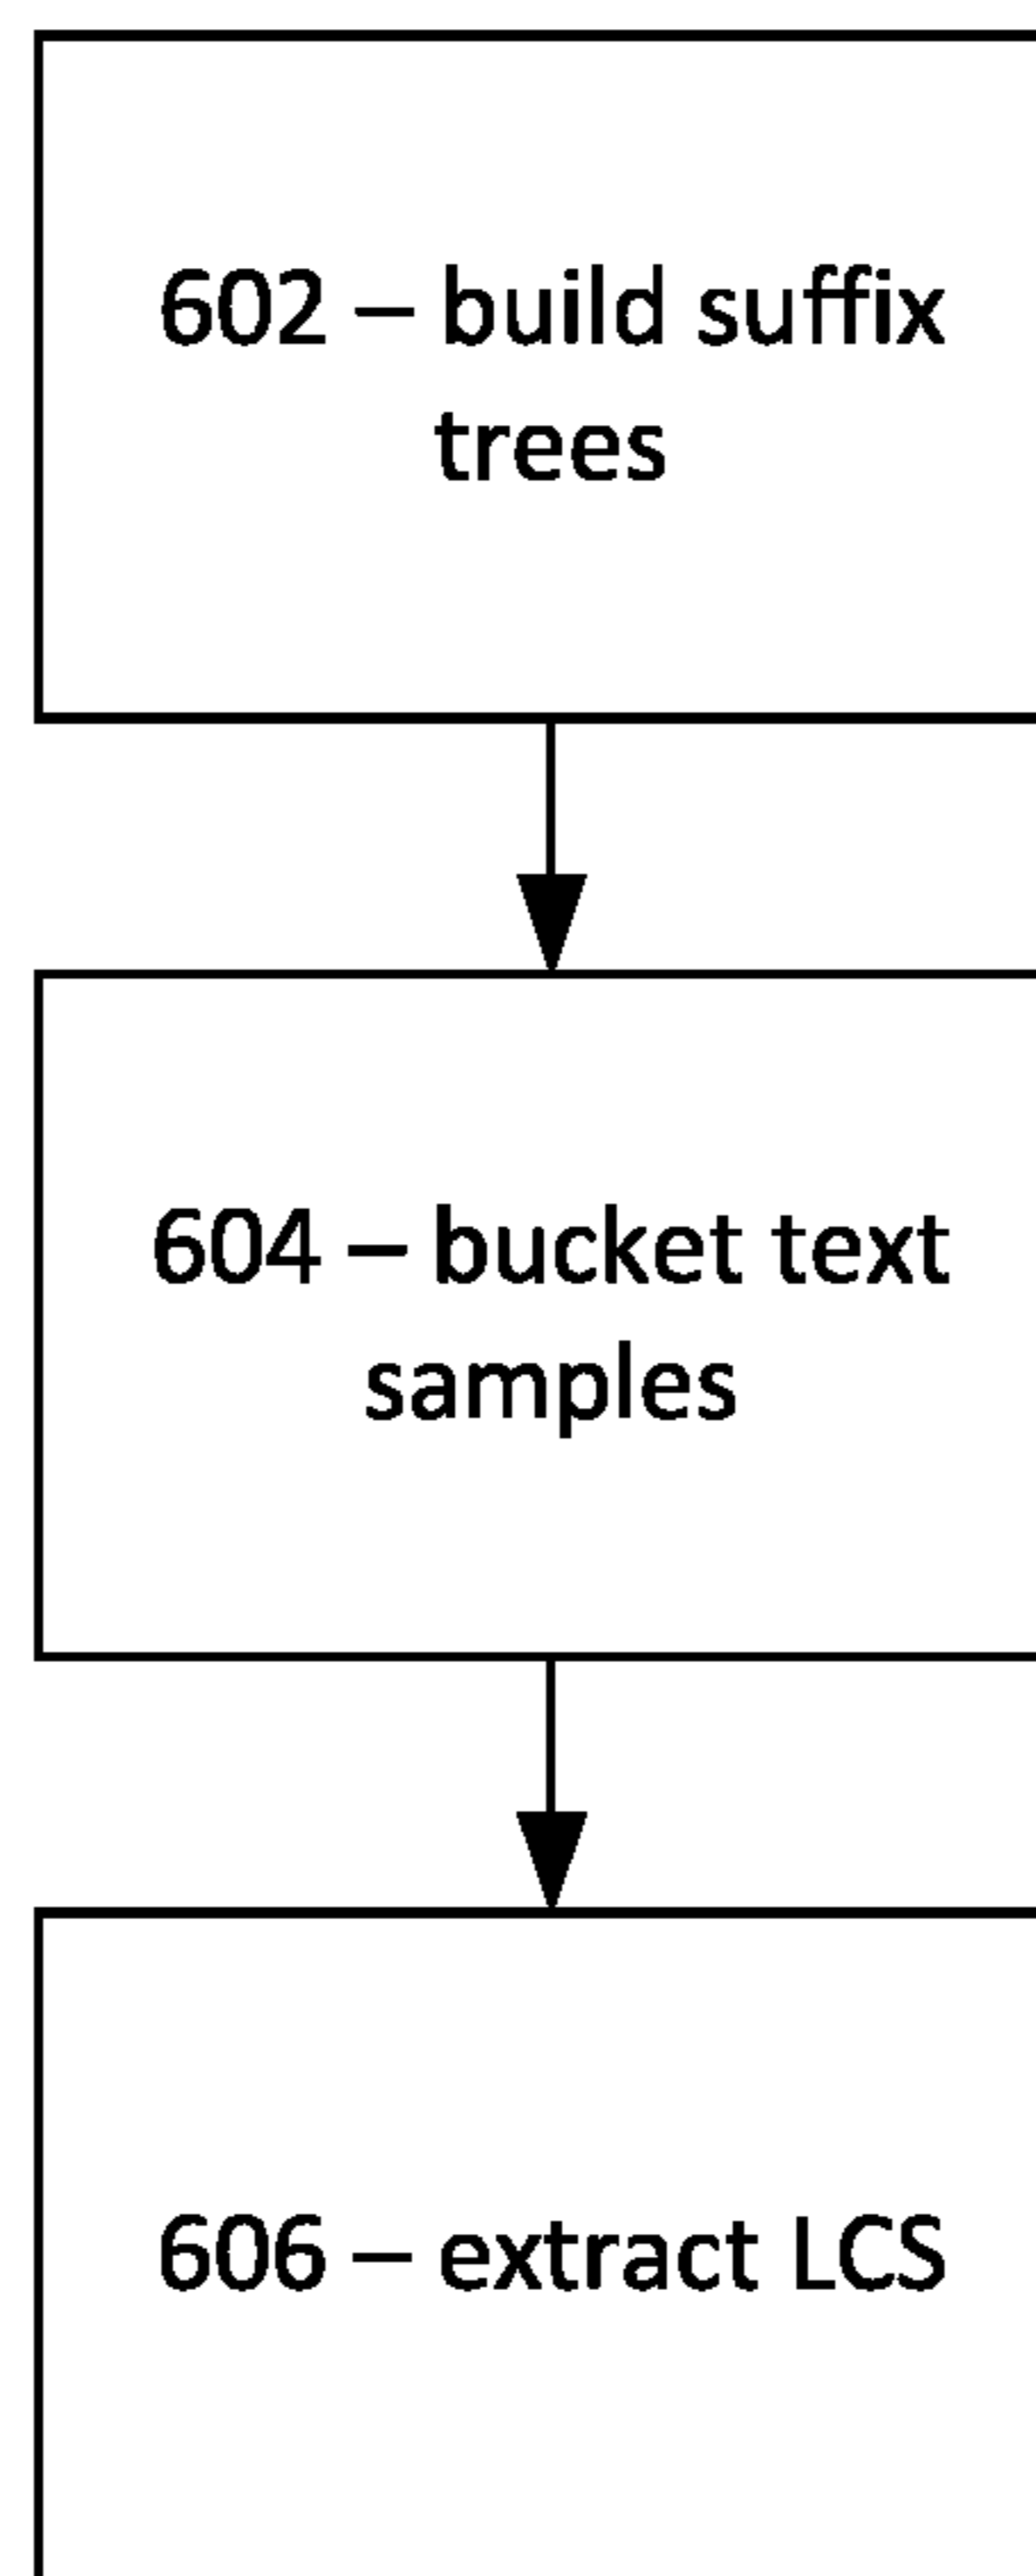 602 – build suffix
trees
604 – bucket text
samples
606 – extract LCS